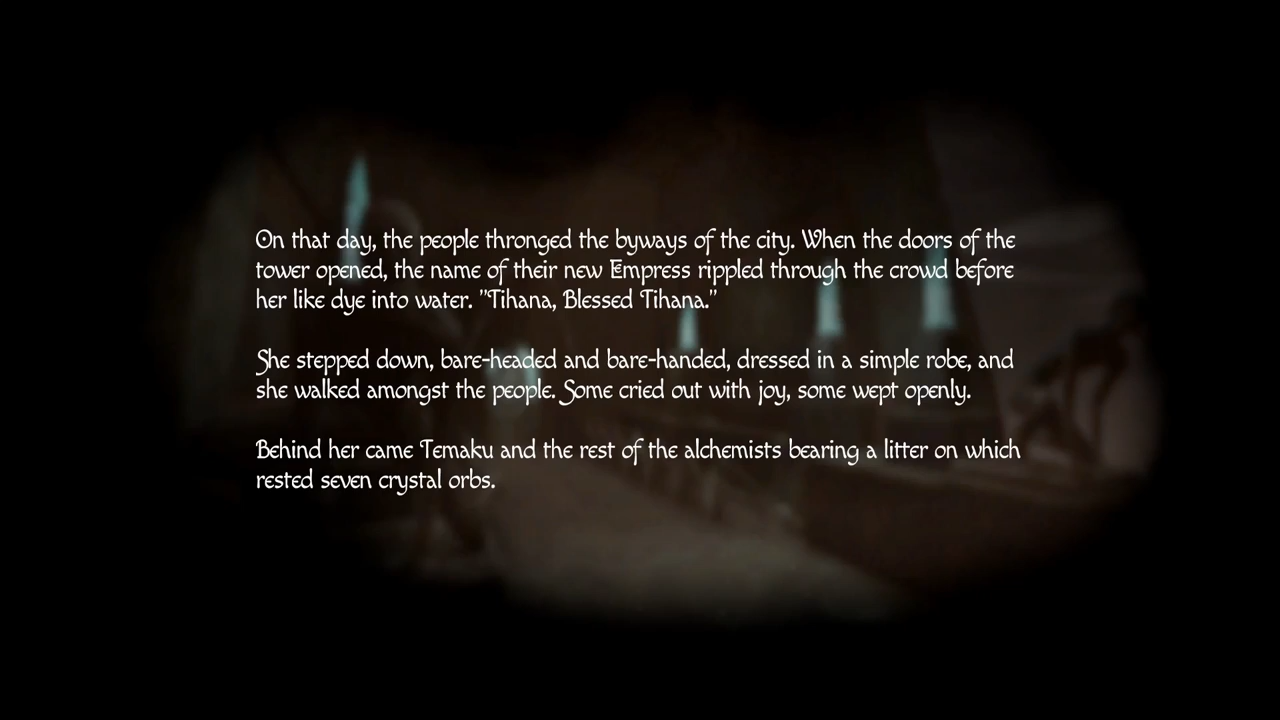 On that day, the people thronged the byways of the city. When the doors of the
tower opened, the name of their new Empress rippled through the crowd before
her like dye into water. "Tihana, Blessed Tihana."
She stepped down, bare-headed and bare-handed, dressed in a simple robe, and
she walked amongst the people. Some cried out with joy, some wept openly.
Behind her came Temaku and the rest of the alchemists bearing a litter on which
rested seven crystal orbs.